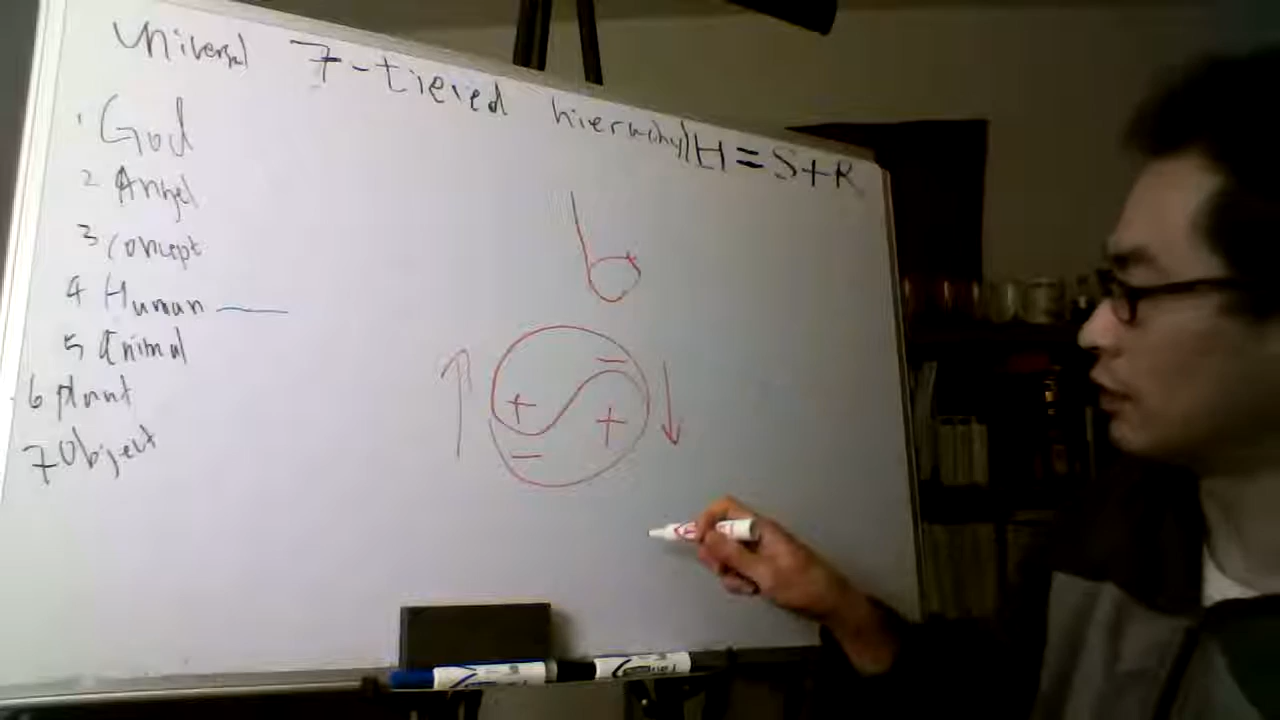 Universal 7-tiered hierarchy H = S+R
1 God
2 Angel
3 Concept
4 Human
5 Animal
6 Plant
7 Object
b
−
+ +
−